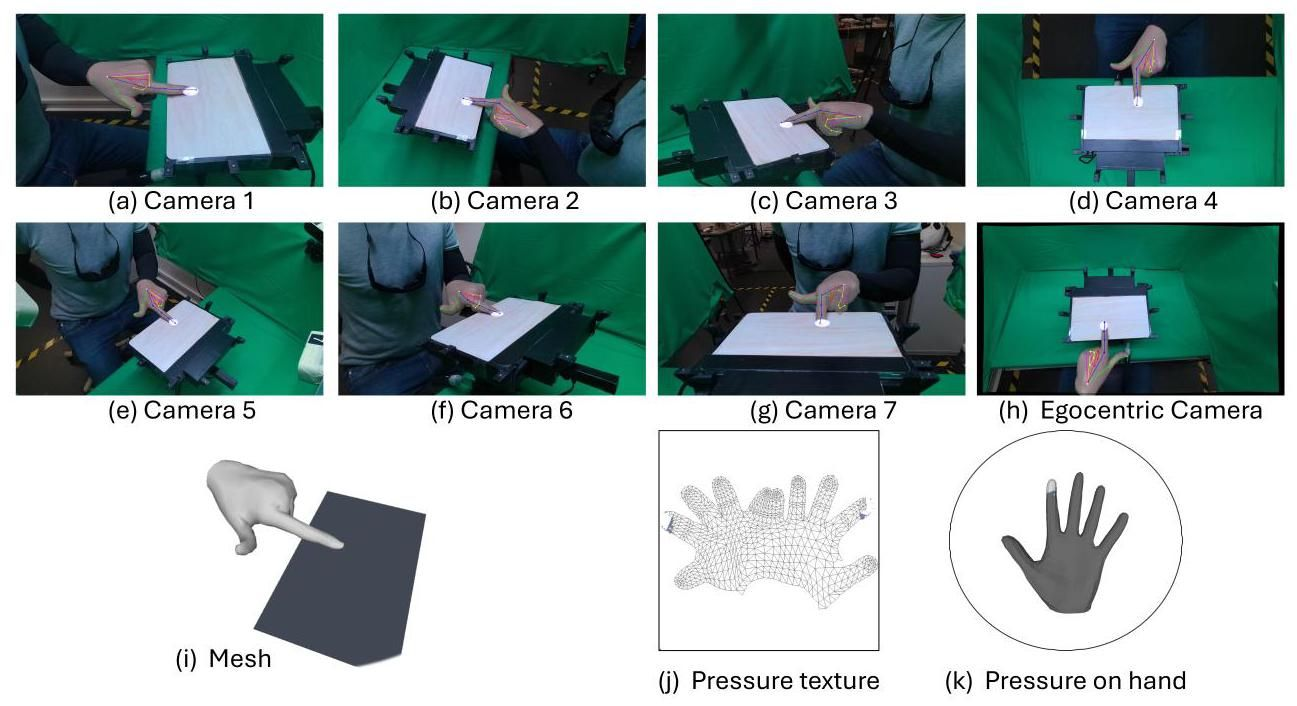 (a) Camera 1
(b) Camera 2
(c) Camera 3
(d) Camera 4
(e) Camera 5
(f) Camera 6
(g) Camera 7
(h) Egocentric Camera
(i) Mesh
(j) Pressure texture
(k) Pressure on hand